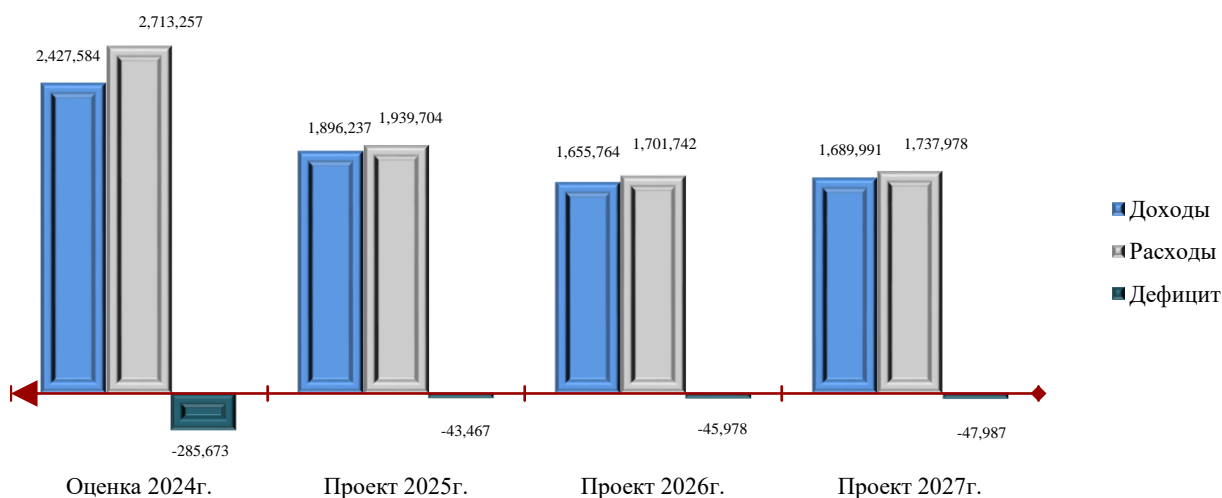 2,713,257
2,427,584
1,896,237
1,939,704
1,655,764
1,701,742
1,689,991
1,737,978
Доходы
Расходы
Дефицит
-285,673
-43,467
-45,978
-47,987
Оценка 2024г.
Проект 2025г.
Проект 2026г.
Проект 2027г.